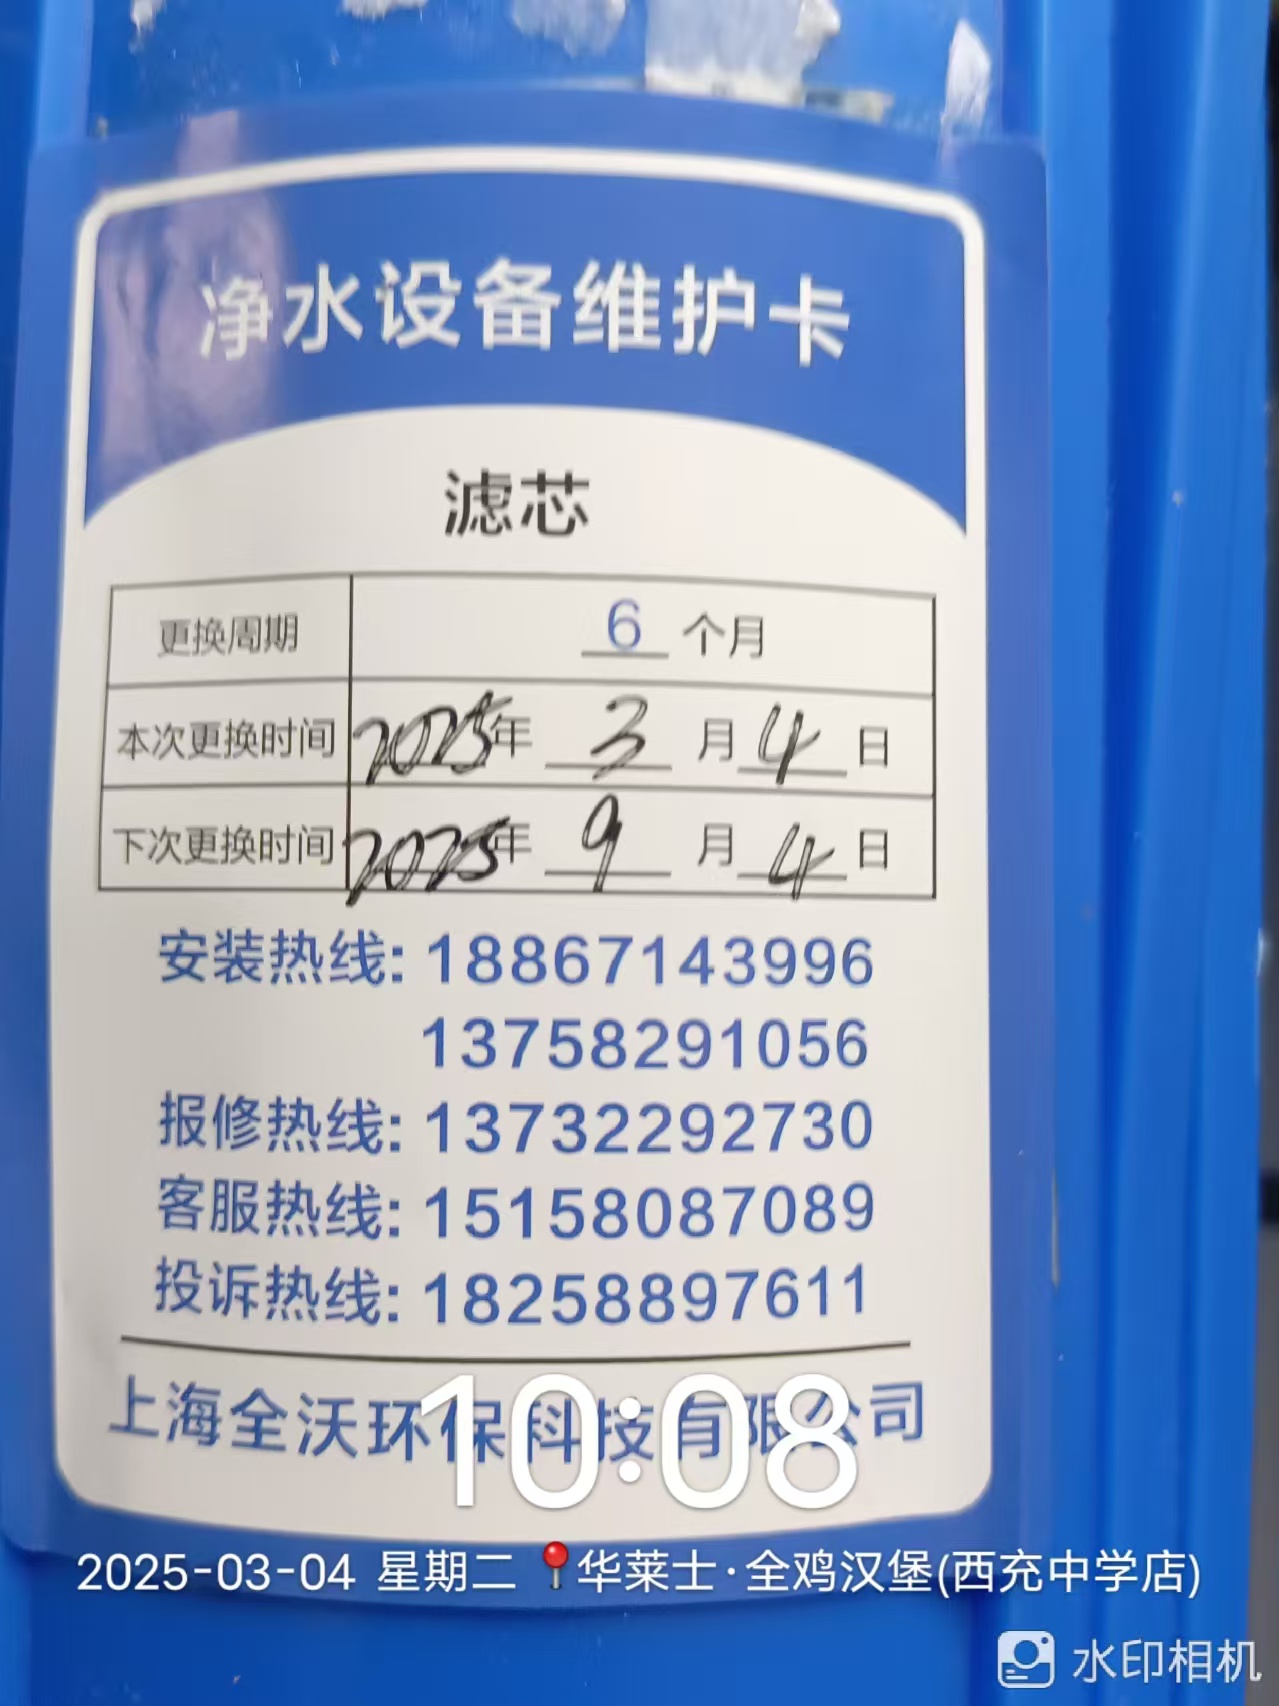 净水设备维护卡
滤芯
更换周期 6 个月
本次更换时间 2025年 3 月 4 日
下次更换时间 2025年 9 月 4 日
安装热线: 18867143996
13758291056
报修热线: 13732292730
客服热线: 15158087089
投诉热线: 18258897611
上海全沃环保科技有限公司
10:08
2025-03-04 星期二 📍华莱士·全鸡汉堡(西充中学店)
水印相机